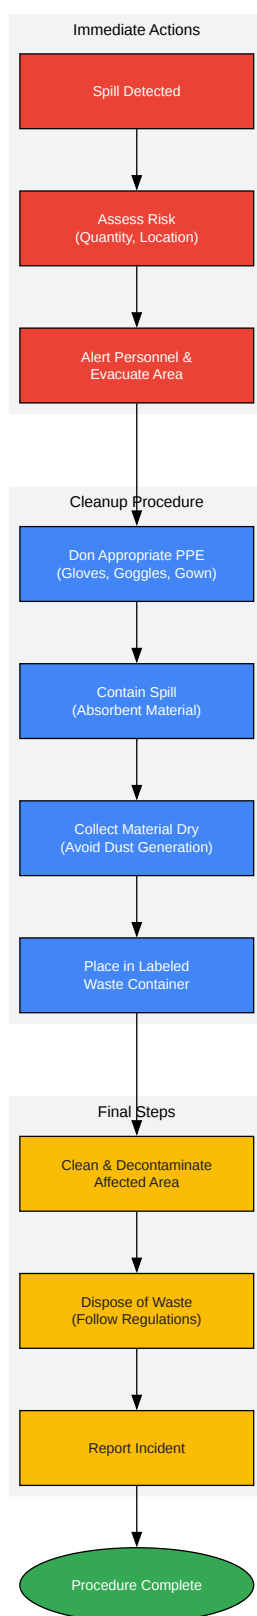 Immediate Actions
Spill Detected
Assess Risk
(Quantity, Location)
Alert Personnel &
Evacuate Area
Cleanup Procedure
Don Appropriate PPE
(Gloves, Goggles, Gown)
Contain Spill
(Absorbent Material)
Collect Material Dry
(Avoid Dust Generation)
Place in Labeled
Waste Container
Final Steps
Clean & Decontaminate
Affected Area
Dispose of Waste
(Follow Regulations)
Report Incident
Procedure Complete